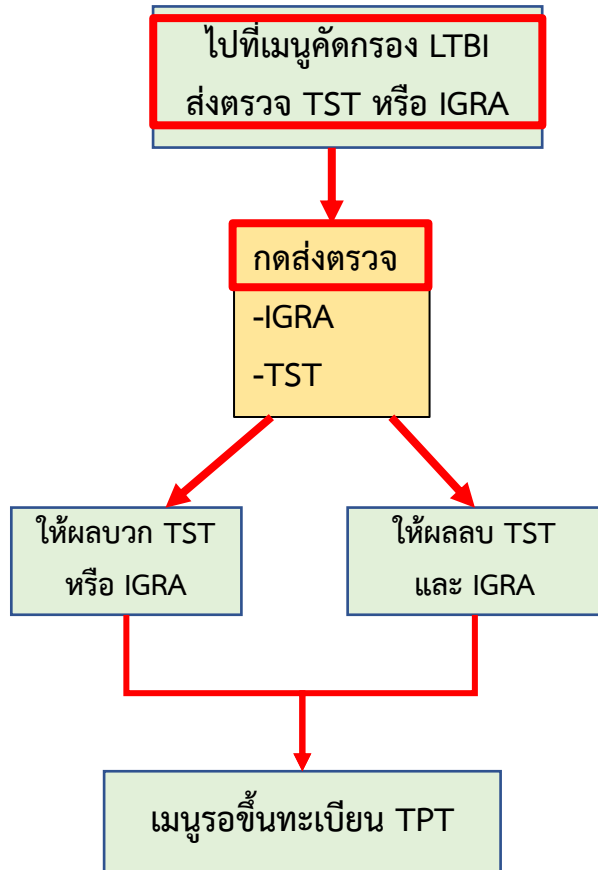 ไปที่เมนูคัดกรอง LTBI
ส่งตรวจ TST หรือ IGRA
กดส่งตรวจ
-IGRA
-TST
ให้ผลบวก TST
หรือ IGRA
ให้ผลลบ TST
และ IGRA
เมนูรอขึ้นทะเบียน TPT